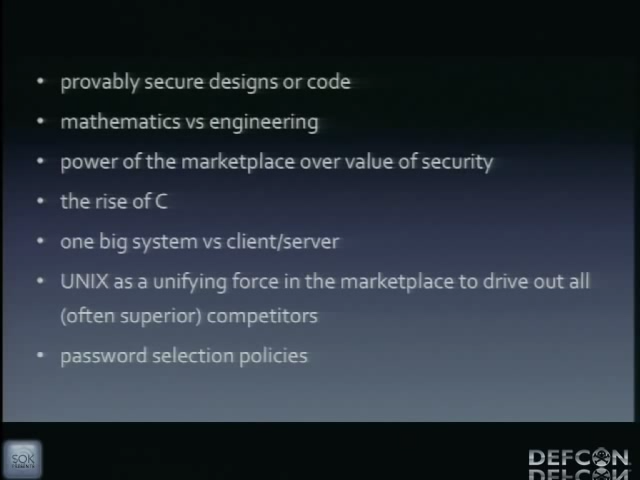 • provably secure designs or code
• mathematics vs engineering
• power of the marketplace over value of security
• the rise of C
• one big system vs client/server
• UNIX as a unifying force in the marketplace to drive out all
(often superior) competitors
• password selection policies
SOK
DEFCON